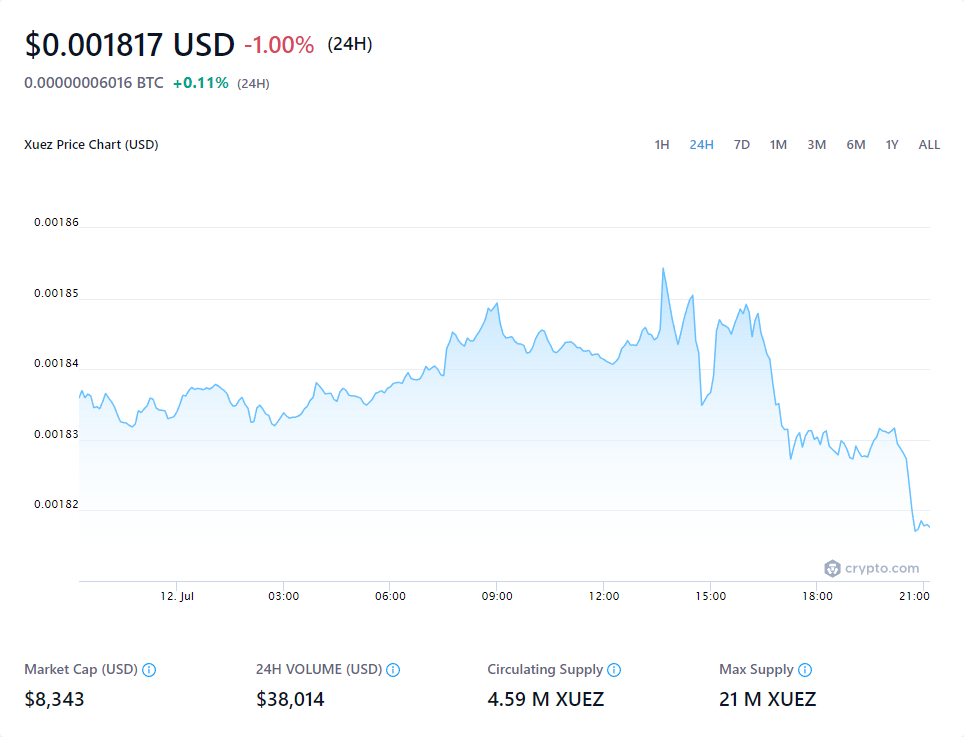 $0.001817 USD -1.00% (24H)
0.00000006016 BTC +0.11% (24H)
Xuez Price Chart (USD) 1H 24H 7D 1M 3M 6M 1Y ALL
0.00186
0.00185
0.00184
0.00183
0.00182
crypto.com
12. Jul 03:00 06:00 09:00 12:00 15:00 18:00 21:00
Market Cap (USD) 24H VOLUME (USD) Circulating Supply Max Supply
$8,343 $38,014 4.59 M XUEZ 21 M XUEZ